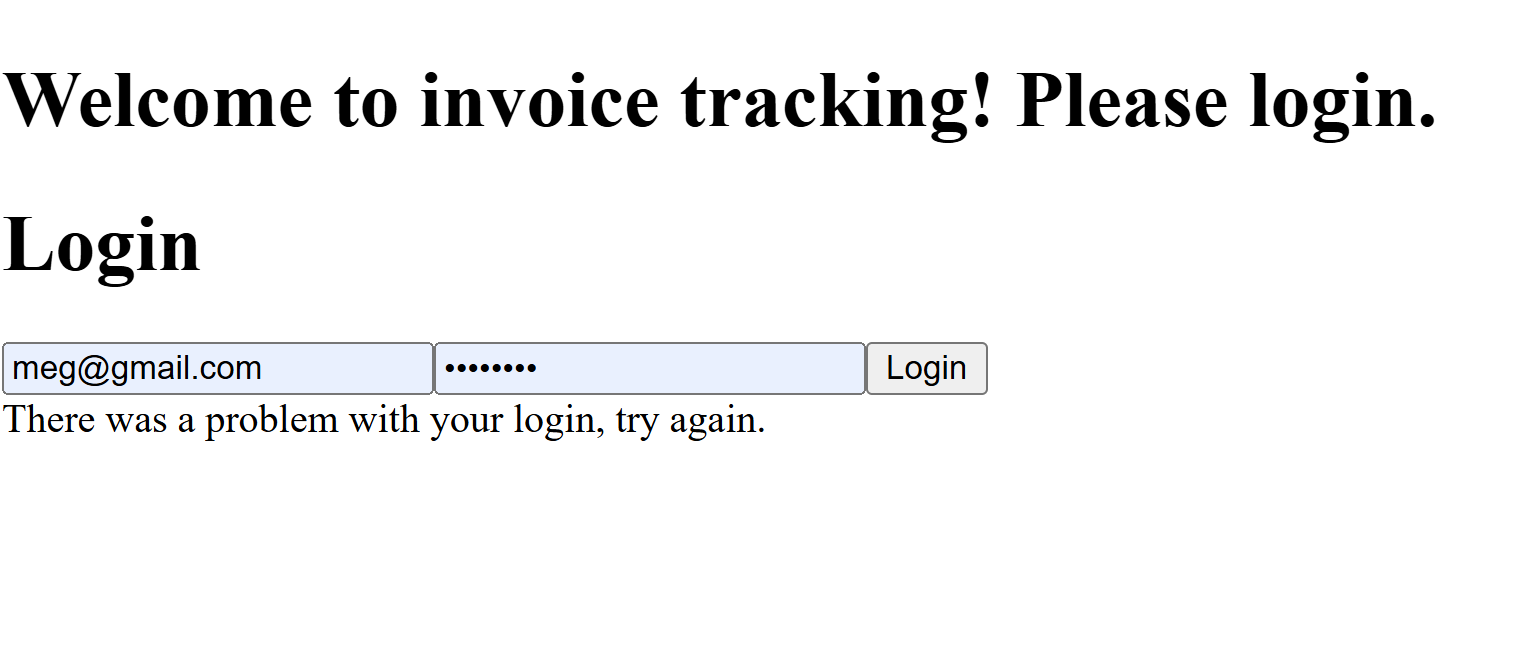 Welcome to invoice tracking! Please login.
Login
meg@gmail.com •••••••• Login
There was a problem with your login, try again.